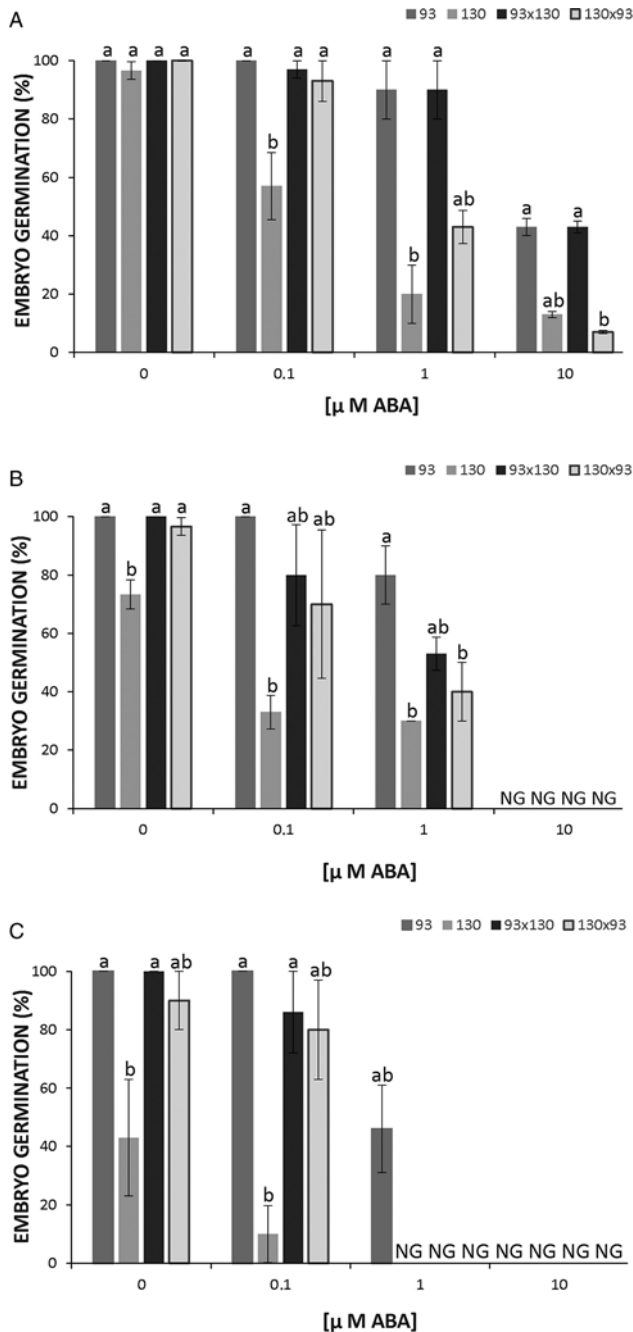 A
93 130 93x130 130x93
EMBRYO GERMINATION (%)
100
80
60
40
20
0
a a a a a b a a a b a ab a ab a b
0 0.1 1 10
[µ M ABA]
B
93 130 93x130 130x93
EMBRYO GERMINATION (%)
100
80
60
40
20
0
a b a a a b ab ab a b ab b NG NG NG NG
0 0.1 1 10
[µ M ABA]
C
93 130 93x130 130x93
EMBRYO GERMINATION (%)
100
80
60
40
20
0
a b a ab a b a ab ab NG NG NG NG NG NG NG
0 0.1 1 10
[µ M ABA]